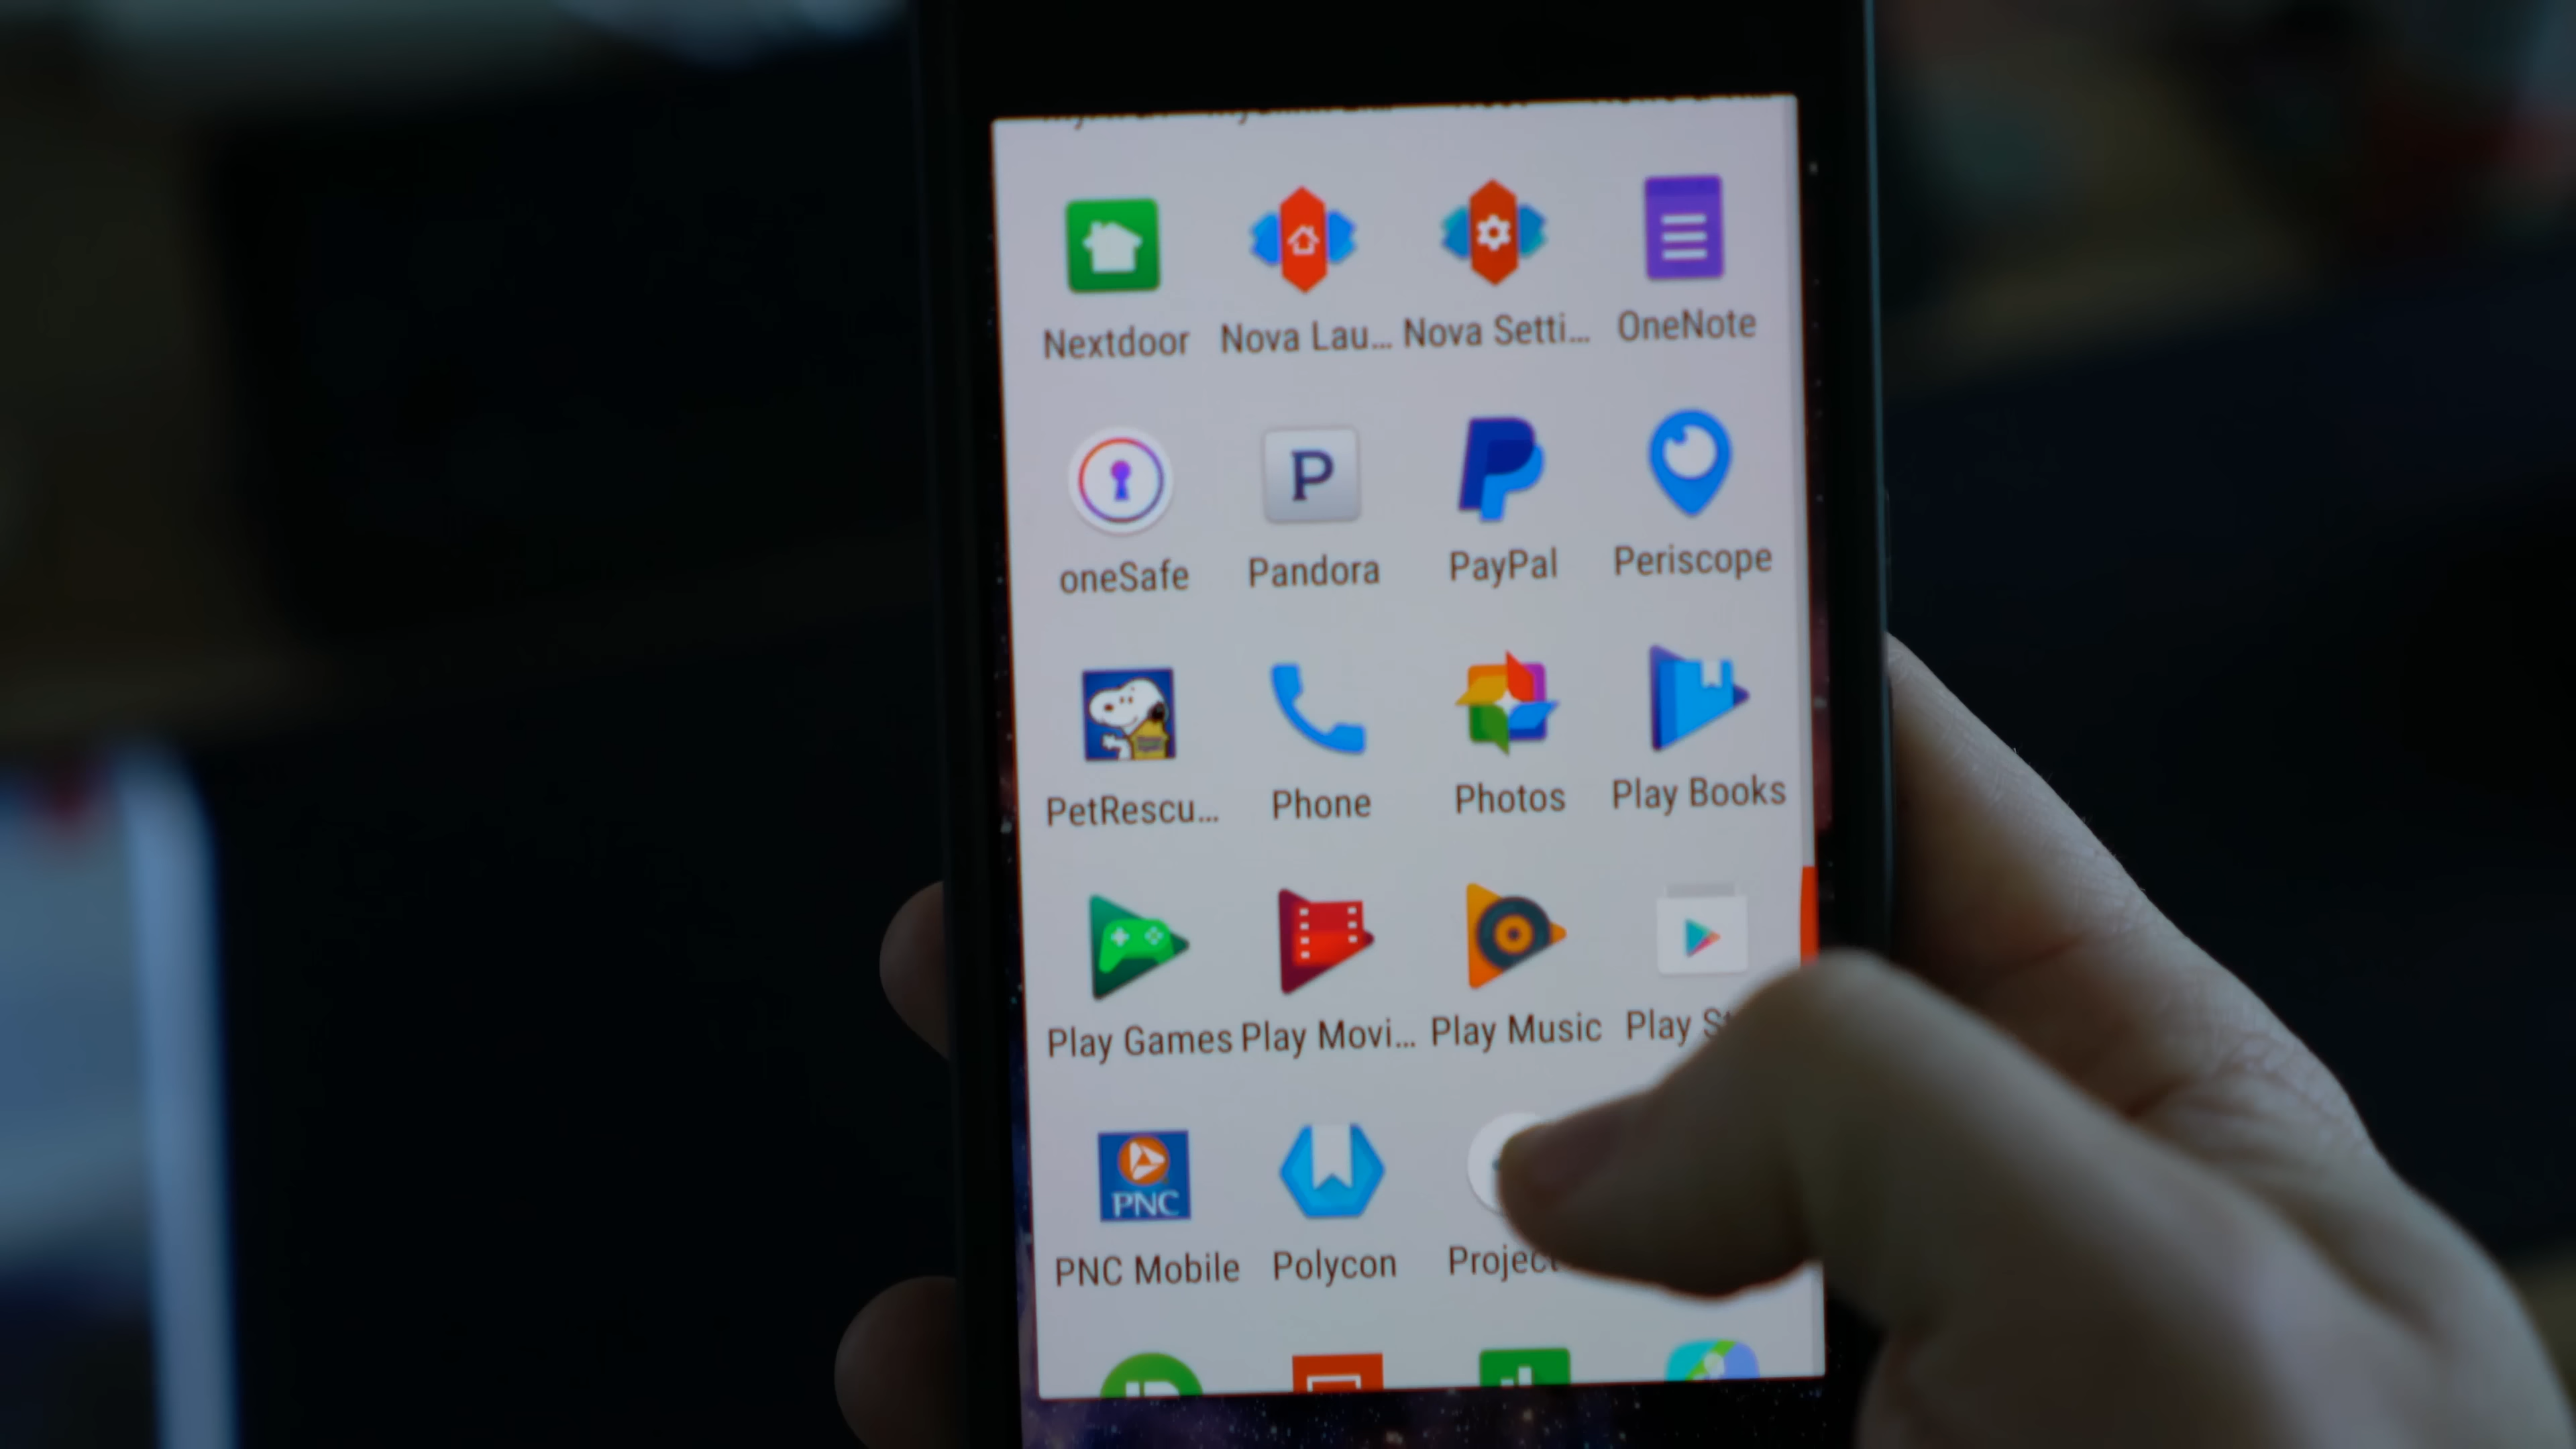 Nextdoor Nova Lau... Nova Setti... OneNote
P
oneSafe Pandora PayPal Periscope
PetRescu... Phone Photos Play Books
Play Games Play Movi... Play Music Play
PNC
PNC Mobile Polycon Project